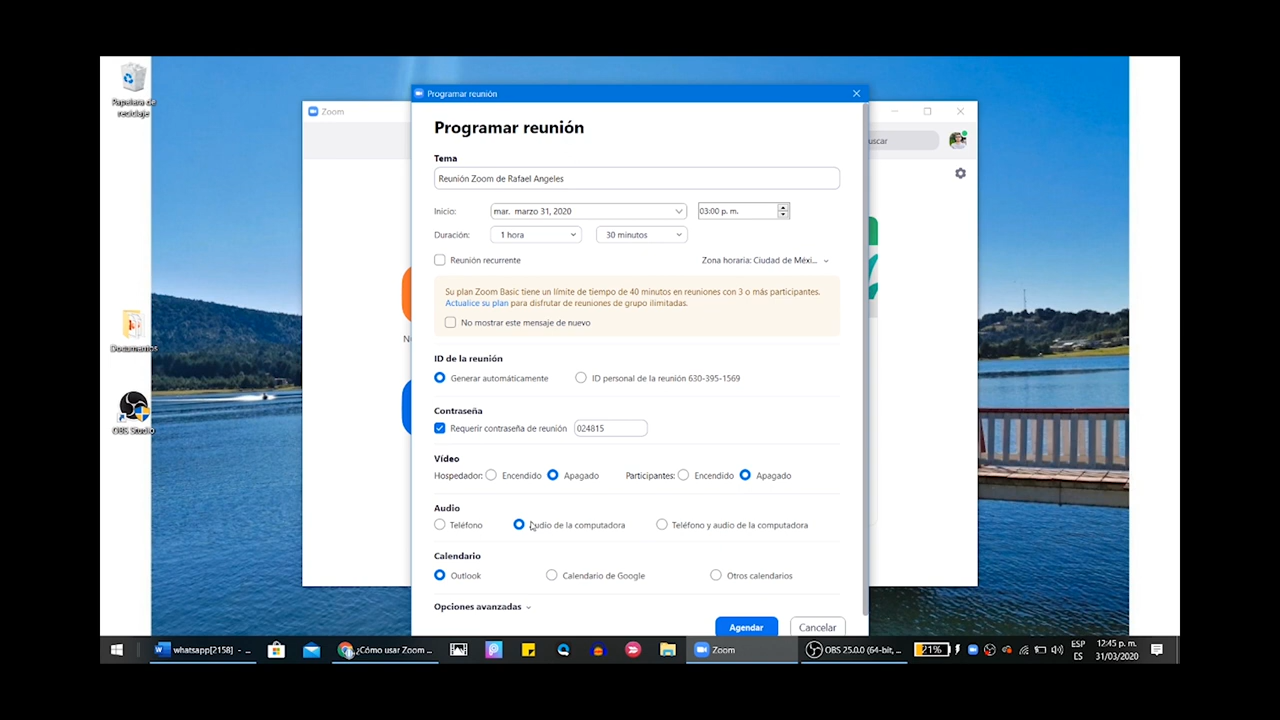 Papelera de
reciclaje
Documentos
OBS Studio
Zoom
uscar
Programar reunión
Programar reunión
Tema
Reunión Zoom de Rafael Angeles
Inicio: mar. marzo 31, 2020 03:00 p. m.
Duración: 1 hora 30 minutos
Reunión recurrente Zona horaria: Ciudad de Méxi...
Su plan Zoom Basic tiene un límite de tiempo de 40 minutos en reuniones con 3 o más participantes.
Actualice su plan para disfrutar de reuniones de grupo ilimitadas.
No mostrar este mensaje de nuevo
ID de la reunión
Generar automáticamente ID personal de la reunión 630-395-1569
Contraseña
Requerir contraseña de reunión 024815
Vídeo
Hospedador: Encendido Apagado Participantes: Encendido Apagado
Audio
Teléfono Audio de la computadora Teléfono y audio de la computadora
Calendario
Outlook Calendario de Google Otros calendarios
Opciones avanzadas
Agendar Cancelar
whatsapp[2158] - ...
¿Cómo usar Zoom ...
Zoom
OBS 25.0.0 (64-bit, ...
21%
ESP
ES
12:45 p. m.
31/03/2020